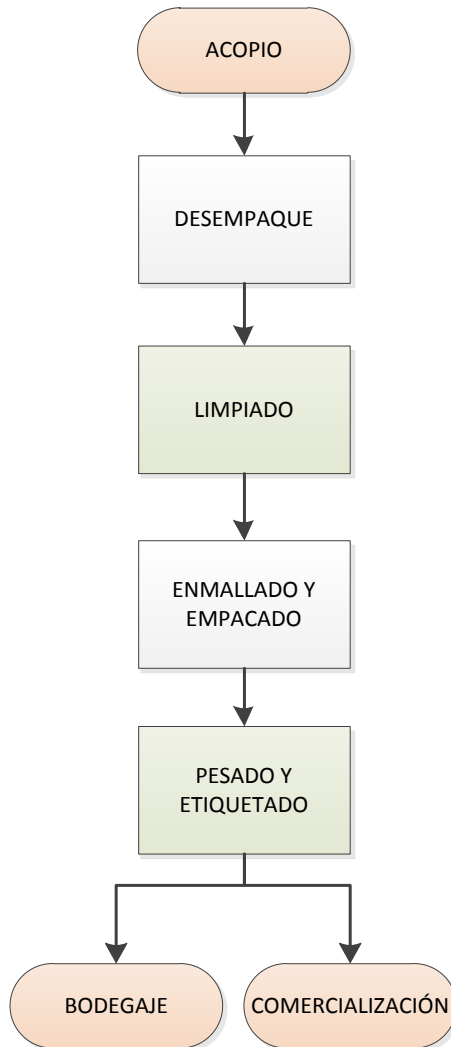 ACOPIO
DESEMPAQUE
LIMPIADO
ENMALLADO Y
EMPACADO
PESADO Y
ETIQUETADO
BODEGAJE
COMERCIALIZACIÓN